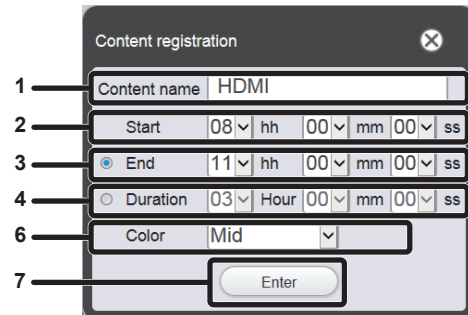 Content registration
1 Content name HDMI
2 Start 08 hh 00 mm 00 ss
3 End 11 hh 00 mm 00 ss
4 Duration 03 Hour 00 mm 00 ss
6 Color Mid
7 Enter